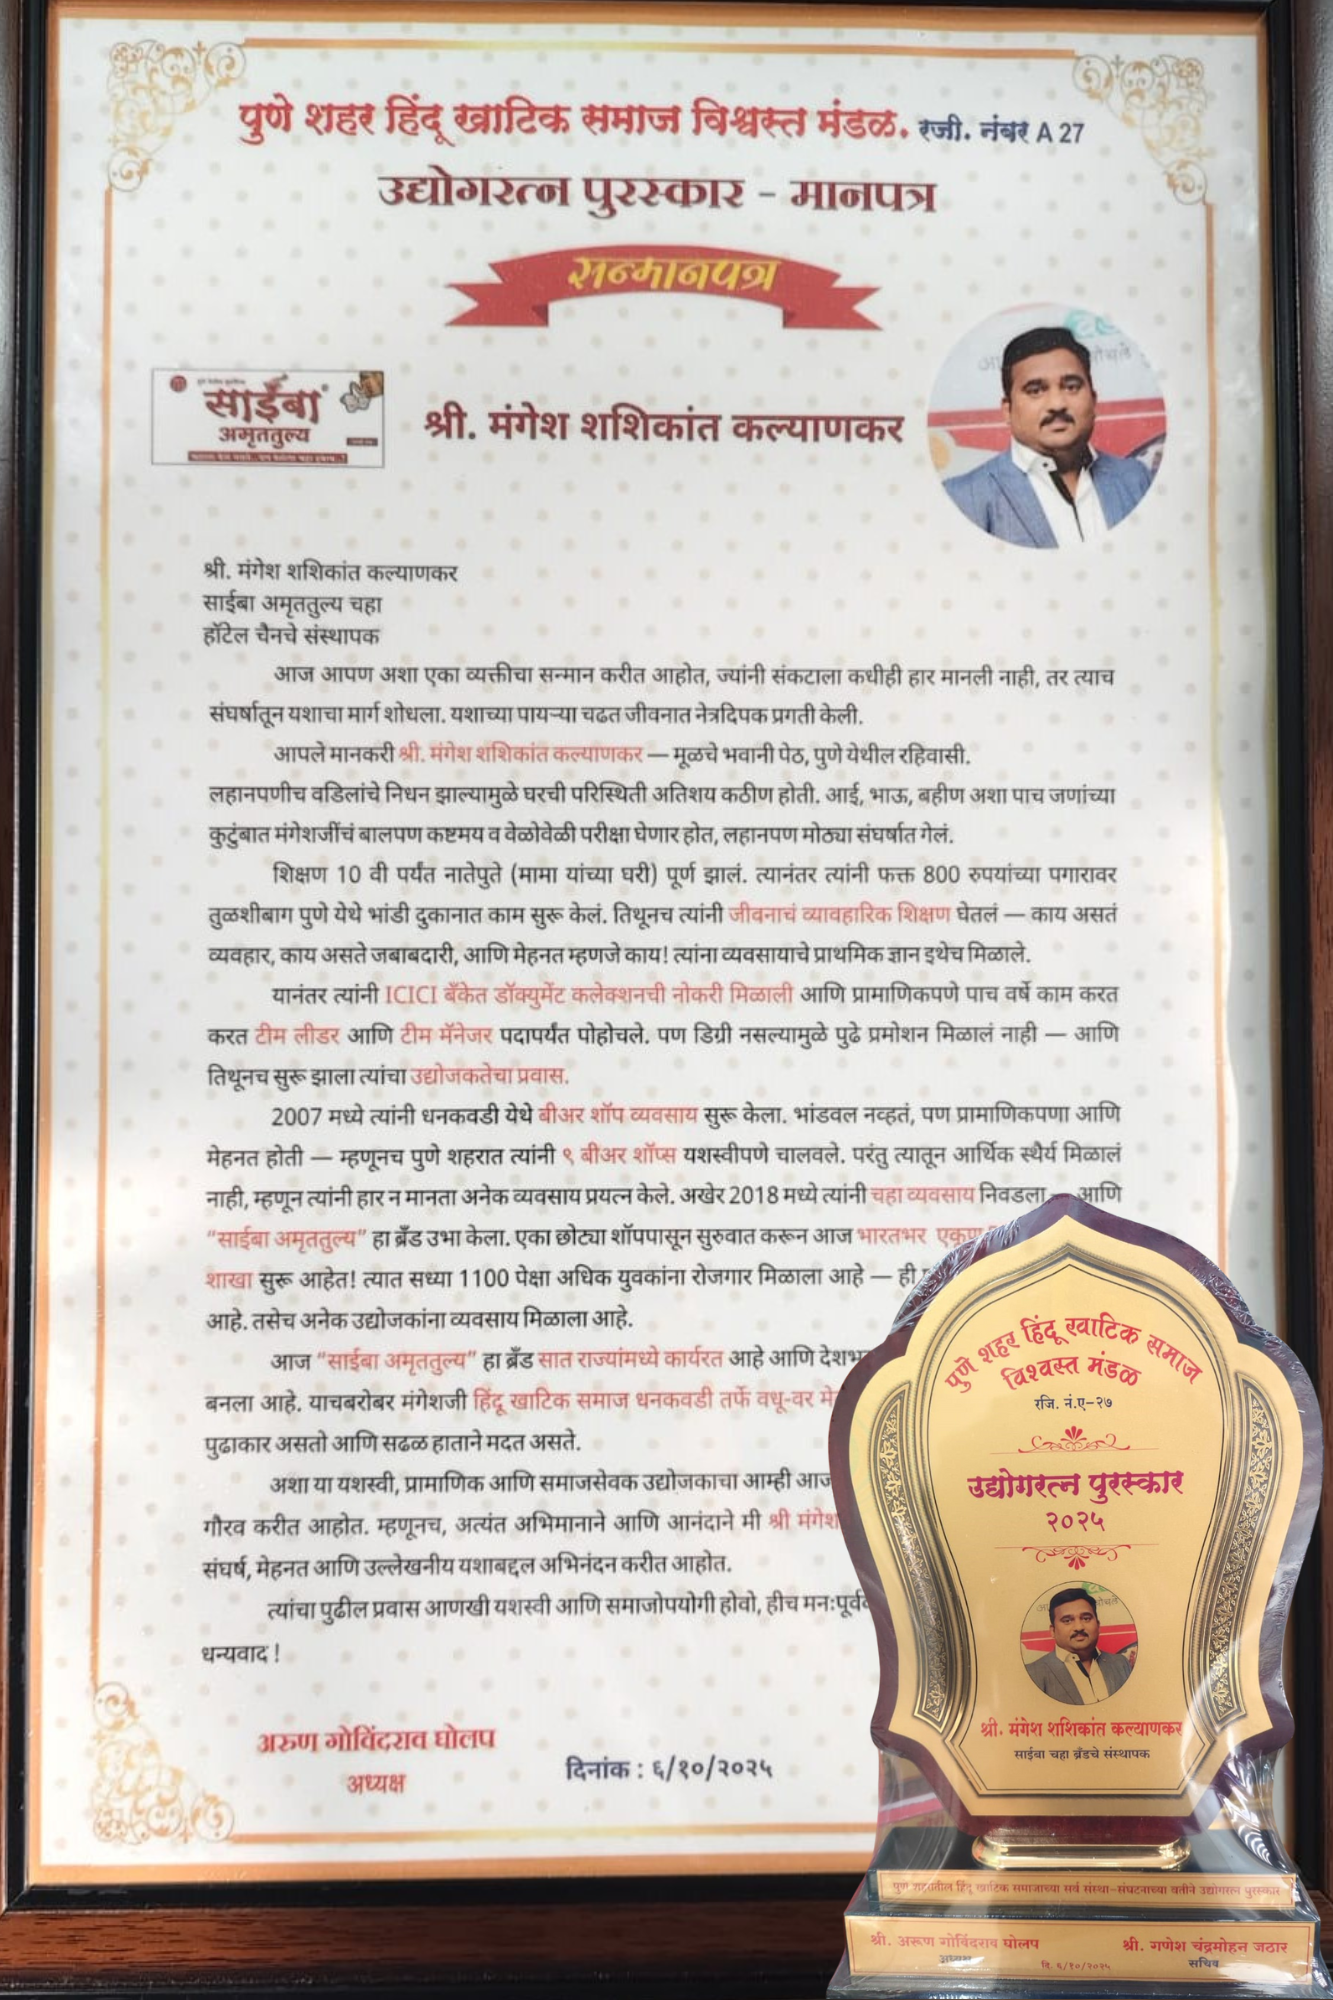 पुणे शहर हिंदू खाटिक समाज विश्वस्त मंडळ. रजी. नंबर A 27
उद्योगरत्न पुरस्कार - मानपत्र
सन्मानपत्र
साईबा
अमृततुल्य
श्री. मंगेश शशिकांत कल्याणकर
श्री. मंगेश शशिकांत कल्याणकर
साईबा अमृततुल्य चहा
हॉटेल चैनचे संस्थापक
आज आपण अशा एका व्यक्तीचा सन्मान करीत आहोत, ज्यांनी संकटाला कधीही हार मानली नाही, तर त्याच
संघर्षातून यशाचा मार्ग शोधला. यशाच्या पायऱ्या चढत जीवनात नेत्रदिपक प्रगती केली.
आपले मानकरी श्री. मंगेश शशिकांत कल्याणकर — मूळचे भवानी पेठ, पुणे येथील रहिवासी.
लहानपणीच वडिलांचे निधन झाल्यामुळे घरची परिस्थिती अतिशय कठीण होती. आई, भाऊ, बहीण अशा पाच जणांच्या
कुटुंबात मंगेशजींचं बालपण कष्टमय व वेळोवेळी परीक्षा घेणार होत, लहानपण मोठ्या संघर्षात गेलं.
शिक्षण 10 वी पर्यंत नातेपुते (मामा यांच्या घरी) पूर्ण झालं. त्यानंतर त्यांनी फक्त 800 रुपयांच्या पगारावर
तुळशीबाग पुणे येथे भांडी दुकानात काम सुरू केलं. तिथूनच त्यांनी जीवनाचं व्यावहारिक शिक्षण घेतलं — काय असतं
व्यवहार, काय असते जबाबदारी, आणि मेहनत म्हणजे काय! त्यांना व्यवसायाचे प्राथमिक ज्ञान इथेच मिळाले.
यानंतर त्यांनी ICICI बँकेत डॉक्युमेंट कलेक्शनची नोकरी मिळाली आणि प्रामाणिकपणे पाच वर्षे काम करत
करत टीम लीडर आणि टीम मॅनेजर पदापर्यंत पोहोचले. पण डिग्री नसल्यामुळे पुढे प्रमोशन मिळालं नाही — आणि
तिथूनच सुरू झाला त्यांचा उद्योजकतेचा प्रवास.
2007 मध्ये त्यांनी धनकवडी येथे बीअर शॉप व्यवसाय सुरू केला. भांडवल नव्हतं, पण प्रामाणिकपणा आणि
मेहनत होती — म्हणूनच पुणे शहरात त्यांनी ९ बीअर शॉप्स यशस्वीपणे चालवले. परंतु त्यातून आर्थिक स्थैर्य मिळालं
नाही, म्हणून त्यांनी हार न मानता अनेक व्यवसाय प्रयत्न केले. अखेर 2018 मध्ये त्यांनी चहा व्यवसाय निवडला — आणि
“साईबा अमृततुल्य” हा ब्रँड उभा केला. एका छोट्या शॉपपासून सुरुवात करून आज भारतभर एकूण
शाखा सुरू आहेत! त्यात सध्या 1100 पेक्षा अधिक युवकांना रोजगार मिळाला आहे — ही
आहे. तसेच अनेक उद्योजकांना व्यवसाय मिळाला आहे.
आज “साईबा अमृततुल्य” हा ब्रँड सात राज्यांमध्ये कार्यरत आहे आणि
बनला आहे. याचबरोबर मंगेशजी हिंदू खाटिक समाज धनकवडी तर्फे वधू-वर
पुढाकार असतो आणि सढळ हाताने मदत असते.
अशा या यशस्वी, प्रामाणिक आणि समाजसेवक उद्योजकाचा आम्ही आज
गौरव करीत आहोत. म्हणूनच, अत्यंत अभिमानाने आणि आनंदाने मी श्री मंगेश
संघर्ष, मेहनत आणि उल्लेखनीय यशाबद्दल अभिनंदन करीत आहोत.
त्यांचा पुढील प्रवास आणखी यशस्वी आणि समाजोपयोगी होवो, हीच
धन्यवाद !
अरुण गोविंदराव घोलप
अध्यक्ष
दिनांक : ६/१०/२०२५
पुणे शहर हिंदू खाटिक समाज
विश्वस्त मंडळ
रजि. नं.ए-२७
उद्योगरत्न पुरस्कार
२०२५
श्री. मंगेश शशिकांत कल्याणकर
साईबा चहा ब्रँडचे संस्थापक
पुणे शहरातील हिंदू खाटिक समाजाच्या सर्व संस्था-संघटनाच्या वतीने उद्योगरत्न पुरस्कार
श्री. अरूण गोविंदराव घोलप
अध्यक्ष
दि. ६/१०/२०२५
श्री. गणेश चंद्रमोहन जठार
सचिव